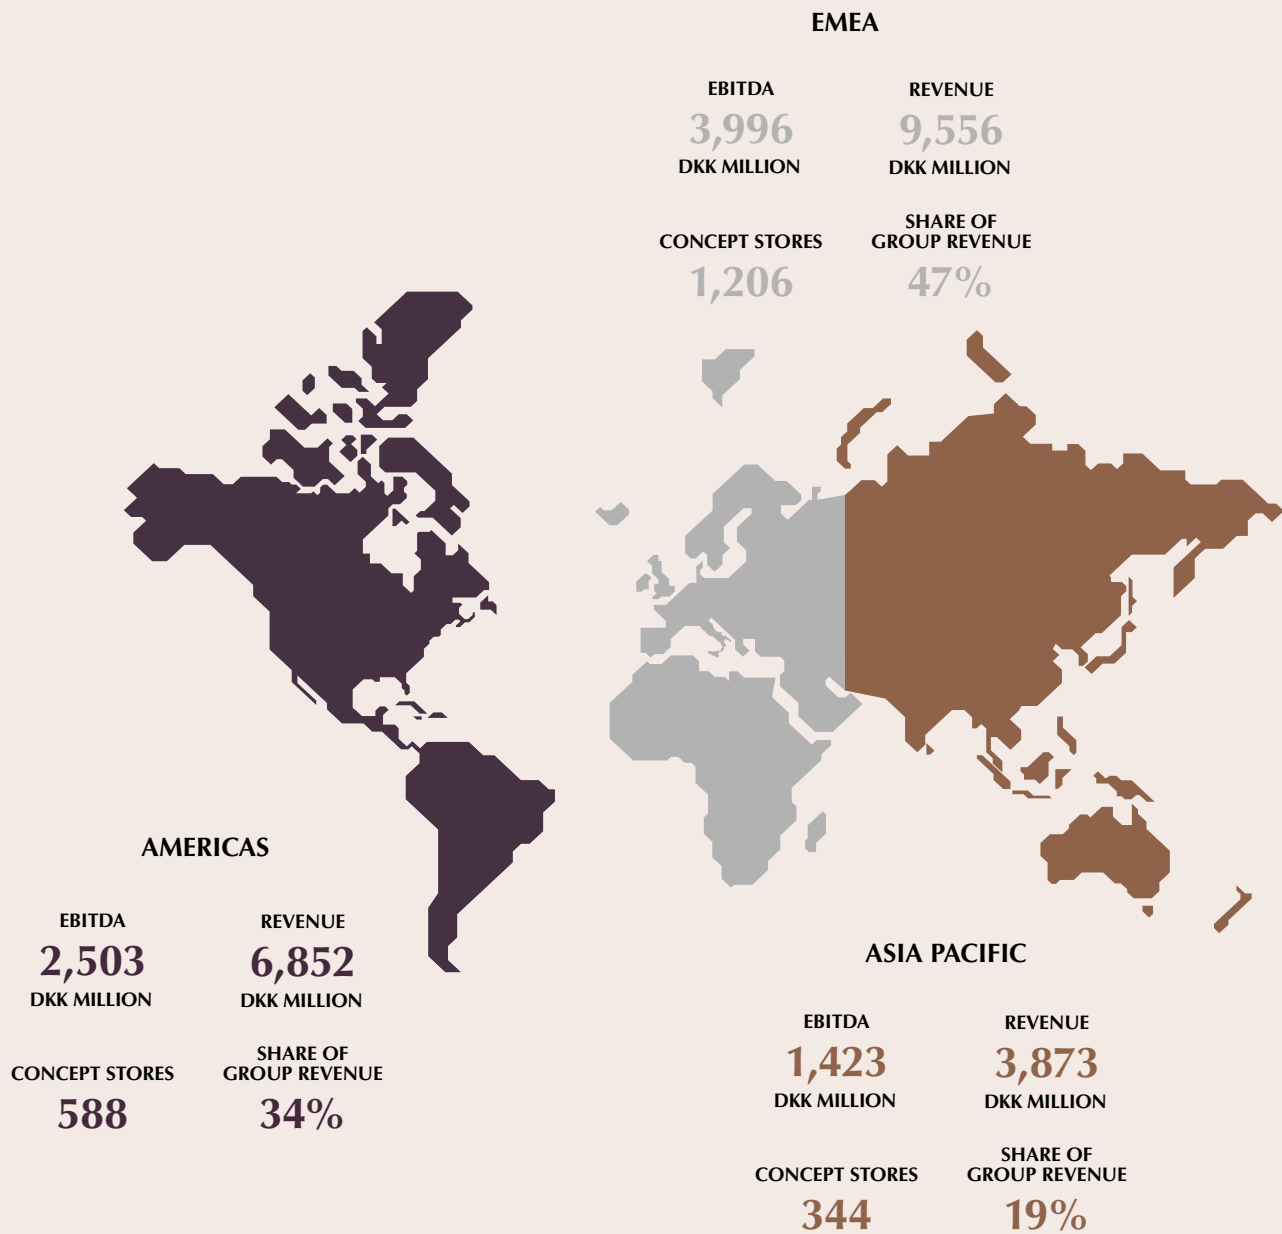 EMEA
EBITDA
3,996
DKK MILLION
REVENUE
9,556
DKK MILLION
CONCEPT STORES
1,206
SHARE OF
GROUP REVENUE
47%
AMERICAS
EBITDA
2,503
DKK MILLION
REVENUE
6,852
DKK MILLION
CONCEPT STORES
588
SHARE OF
GROUP REVENUE
34%
ASIA PACIFIC
EBITDA
1,423
DKK MILLION
REVENUE
3,873
DKK MILLION
CONCEPT STORES
344
SHARE OF
GROUP REVENUE
19%